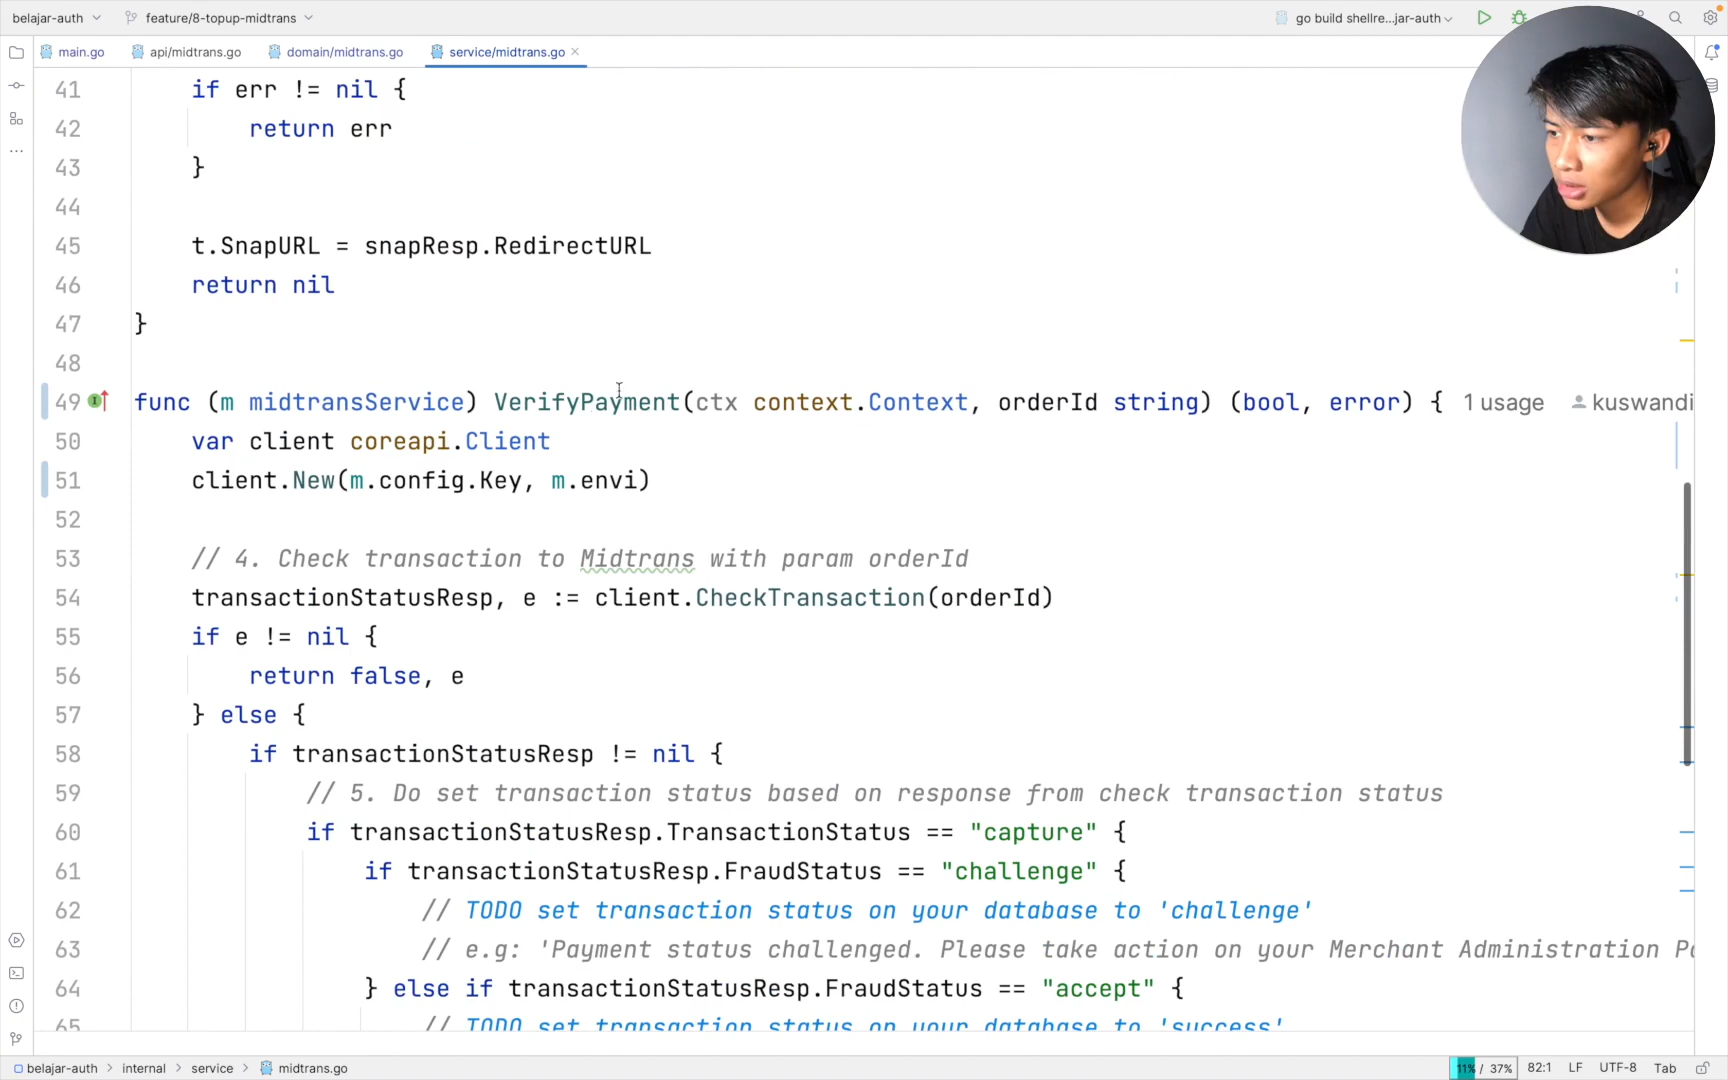 belajar-auth feature/8-topup-midtrans go build shellre...jar-auth
main.go api/midtrans.go domain/midtrans.go service/midtrans.go
41 if err != nil {
42 return err
43 }
44
45 t.SnapURL = snapResp.RedirectURL
46 return nil
47 }
48
49 func (m midtransService) VerifyPayment(ctx context.Context, orderId string) (bool, error) { 1 usage kuswandi
50 var client coreapi.Client
51 client.New(m.config.Key, m.envi)
52
53 // 4. Check transaction to Midtrans with param orderId
54 transactionStatusResp, e := client.CheckTransaction(orderId)
55 if e != nil {
56 return false, e
57 } else {
58 if transactionStatusResp != nil {
59 // 5. Do set transaction status based on response from check transaction status
60 if transactionStatusResp.TransactionStatus == "capture" {
61 if transactionStatusResp.FraudStatus == "challenge" {
62 // TODO set transaction status on your database to 'challenge'
63 // e.g: 'Payment status challenged. Please take action on your Merchant Administration Po
64 } else if transactionStatusResp.FraudStatus == "accept" {
65 // TODO set transaction status on your database to 'success'
belajar-auth > internal > service > midtrans.go 11% / 37% 82:1 LF UTF-8 Tab